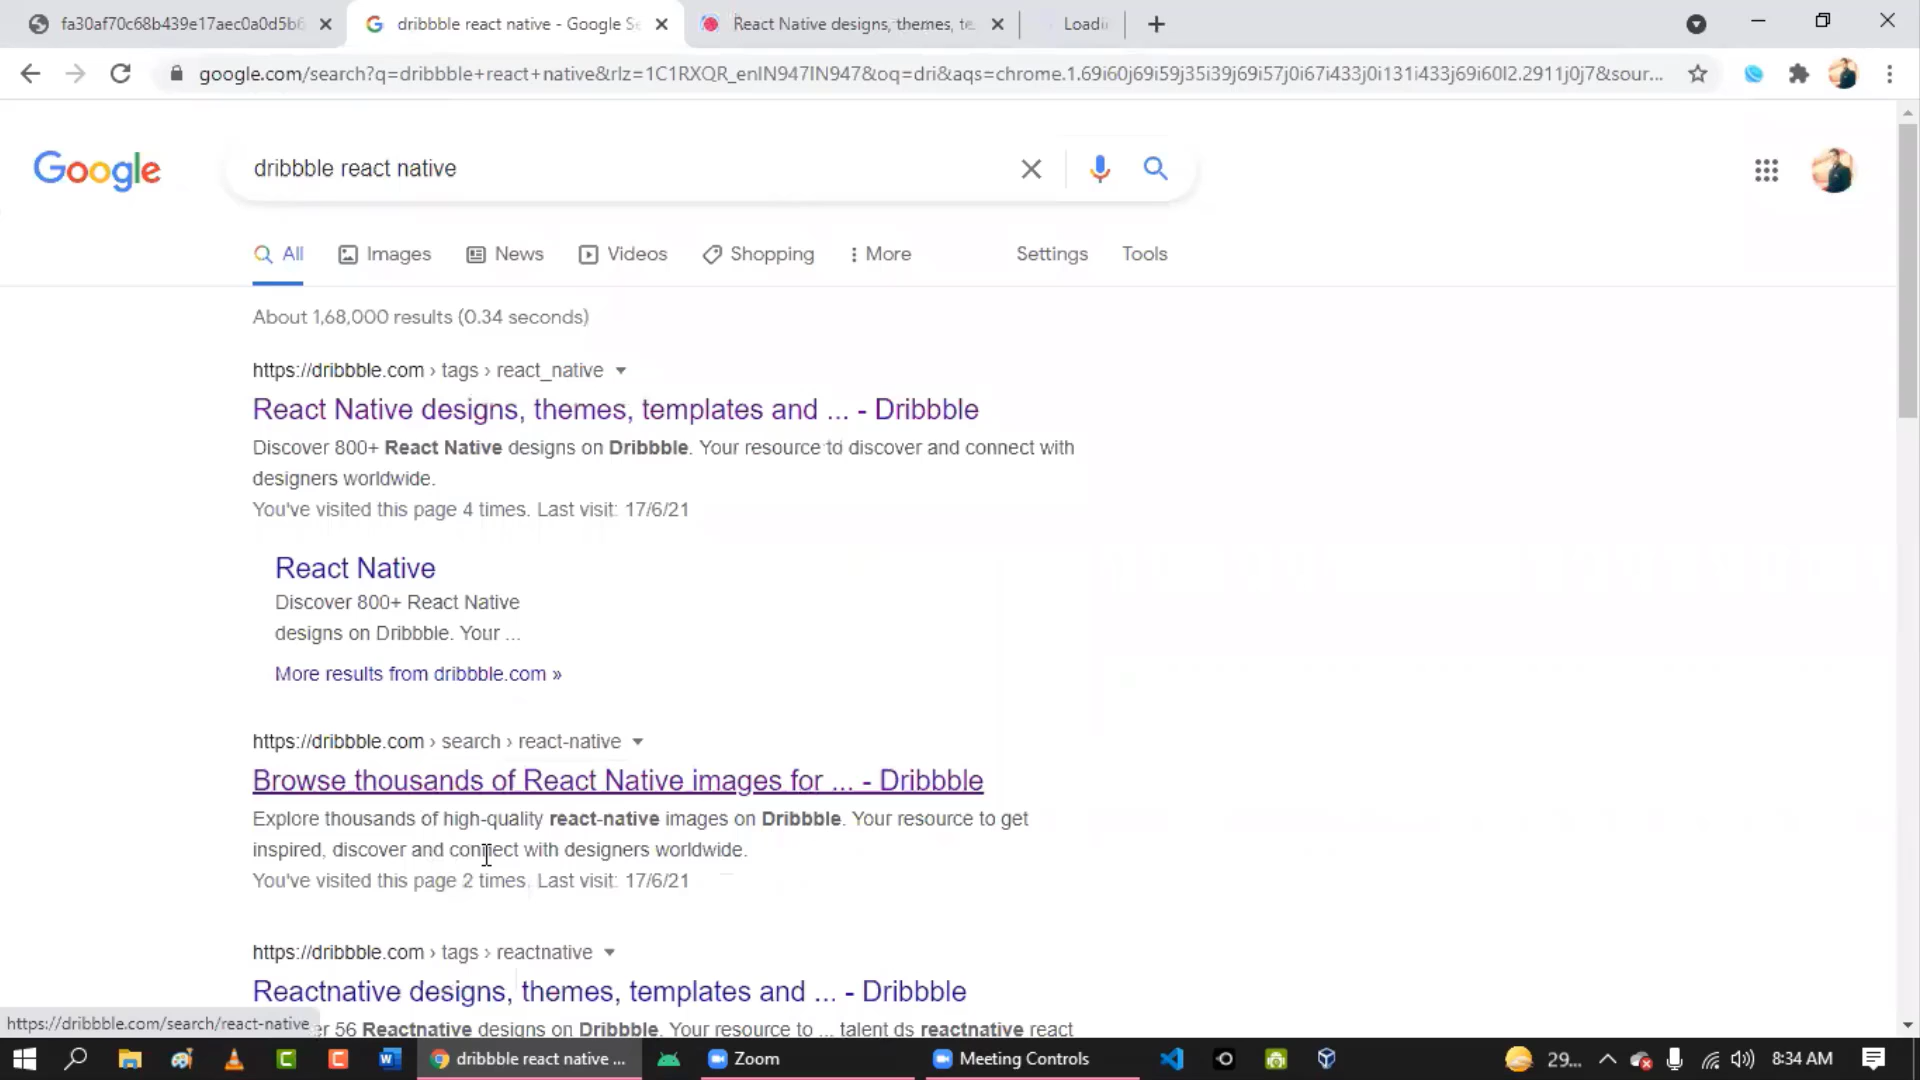 fa30af70c68b439e17aec0a0d5b6
dribbble react native - Google Se
React Native designs, themes, te
Loadi
google.com/search?q=dribbble+react+native&rlz=1C1RXQR_enIN947IN947&oq=dri&aqs=chrome.1.69i60j69i59j35i39j69i57j0i67i433j0i131i433j69i60l2.2911j0j7&sour...
Google
dribbble react native
All
Images
News
Videos
Shopping
More
Settings
Tools
About 1,68,000 results (0.34 seconds)
https://dribbble.com › tags › react_native
React Native designs, themes, templates and ... - Dribbble
Discover 800+ React Native designs on Dribbble. Your resource to discover and connect with
designers worldwide.
You've visited this page 4 times. Last visit: 17/6/21
React Native
Discover 800+ React Native
designs on Dribbble. Your ...
More results from dribbble.com »
https://dribbble.com › search › react-native
Browse thousands of React Native images for ... - Dribbble
Explore thousands of high-quality react-native images on Dribbble. Your resource to get
inspired, discover and connect with designers worldwide.
You've visited this page 2 times. Last visit: 17/6/21
https://dribbble.com › tags › reactnative
Reactnative designs, themes, templates and ... - Dribbble
er 56 Reactnative designs on Dribbble. Your resource to ... talent ds reactnative react
https://dribbble.com/search/react-native
dribbble react native ...
Zoom
Meeting Controls
29...
8:34 AM